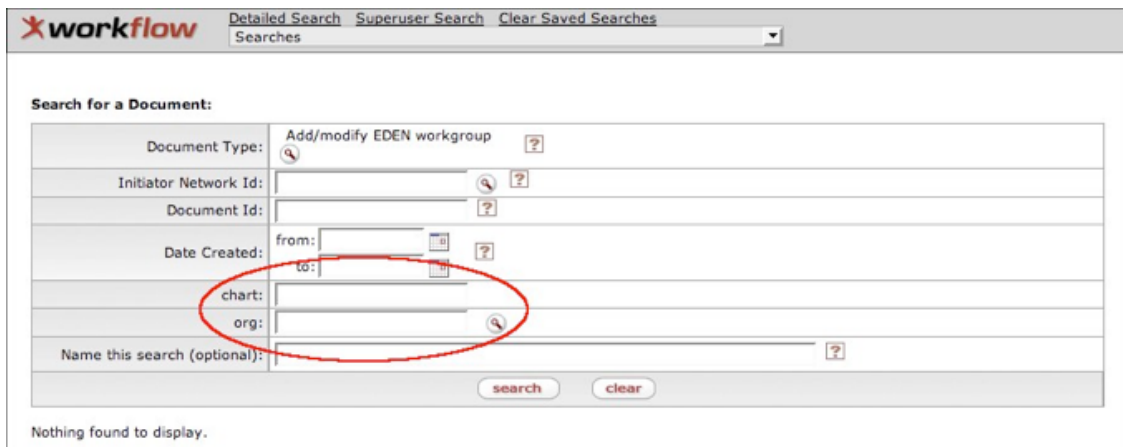 workflow
Detailed Search Superuser Search Clear Saved Searches
Searches
Search for a Document:
Document Type: Add/modify EDEN workgroup ?
Initiator Network Id: ?
Document Id: ?
Date Created: from: ?
to:
chart:
org:
Name this search (optional): ?
search clear
Nothing found to display.